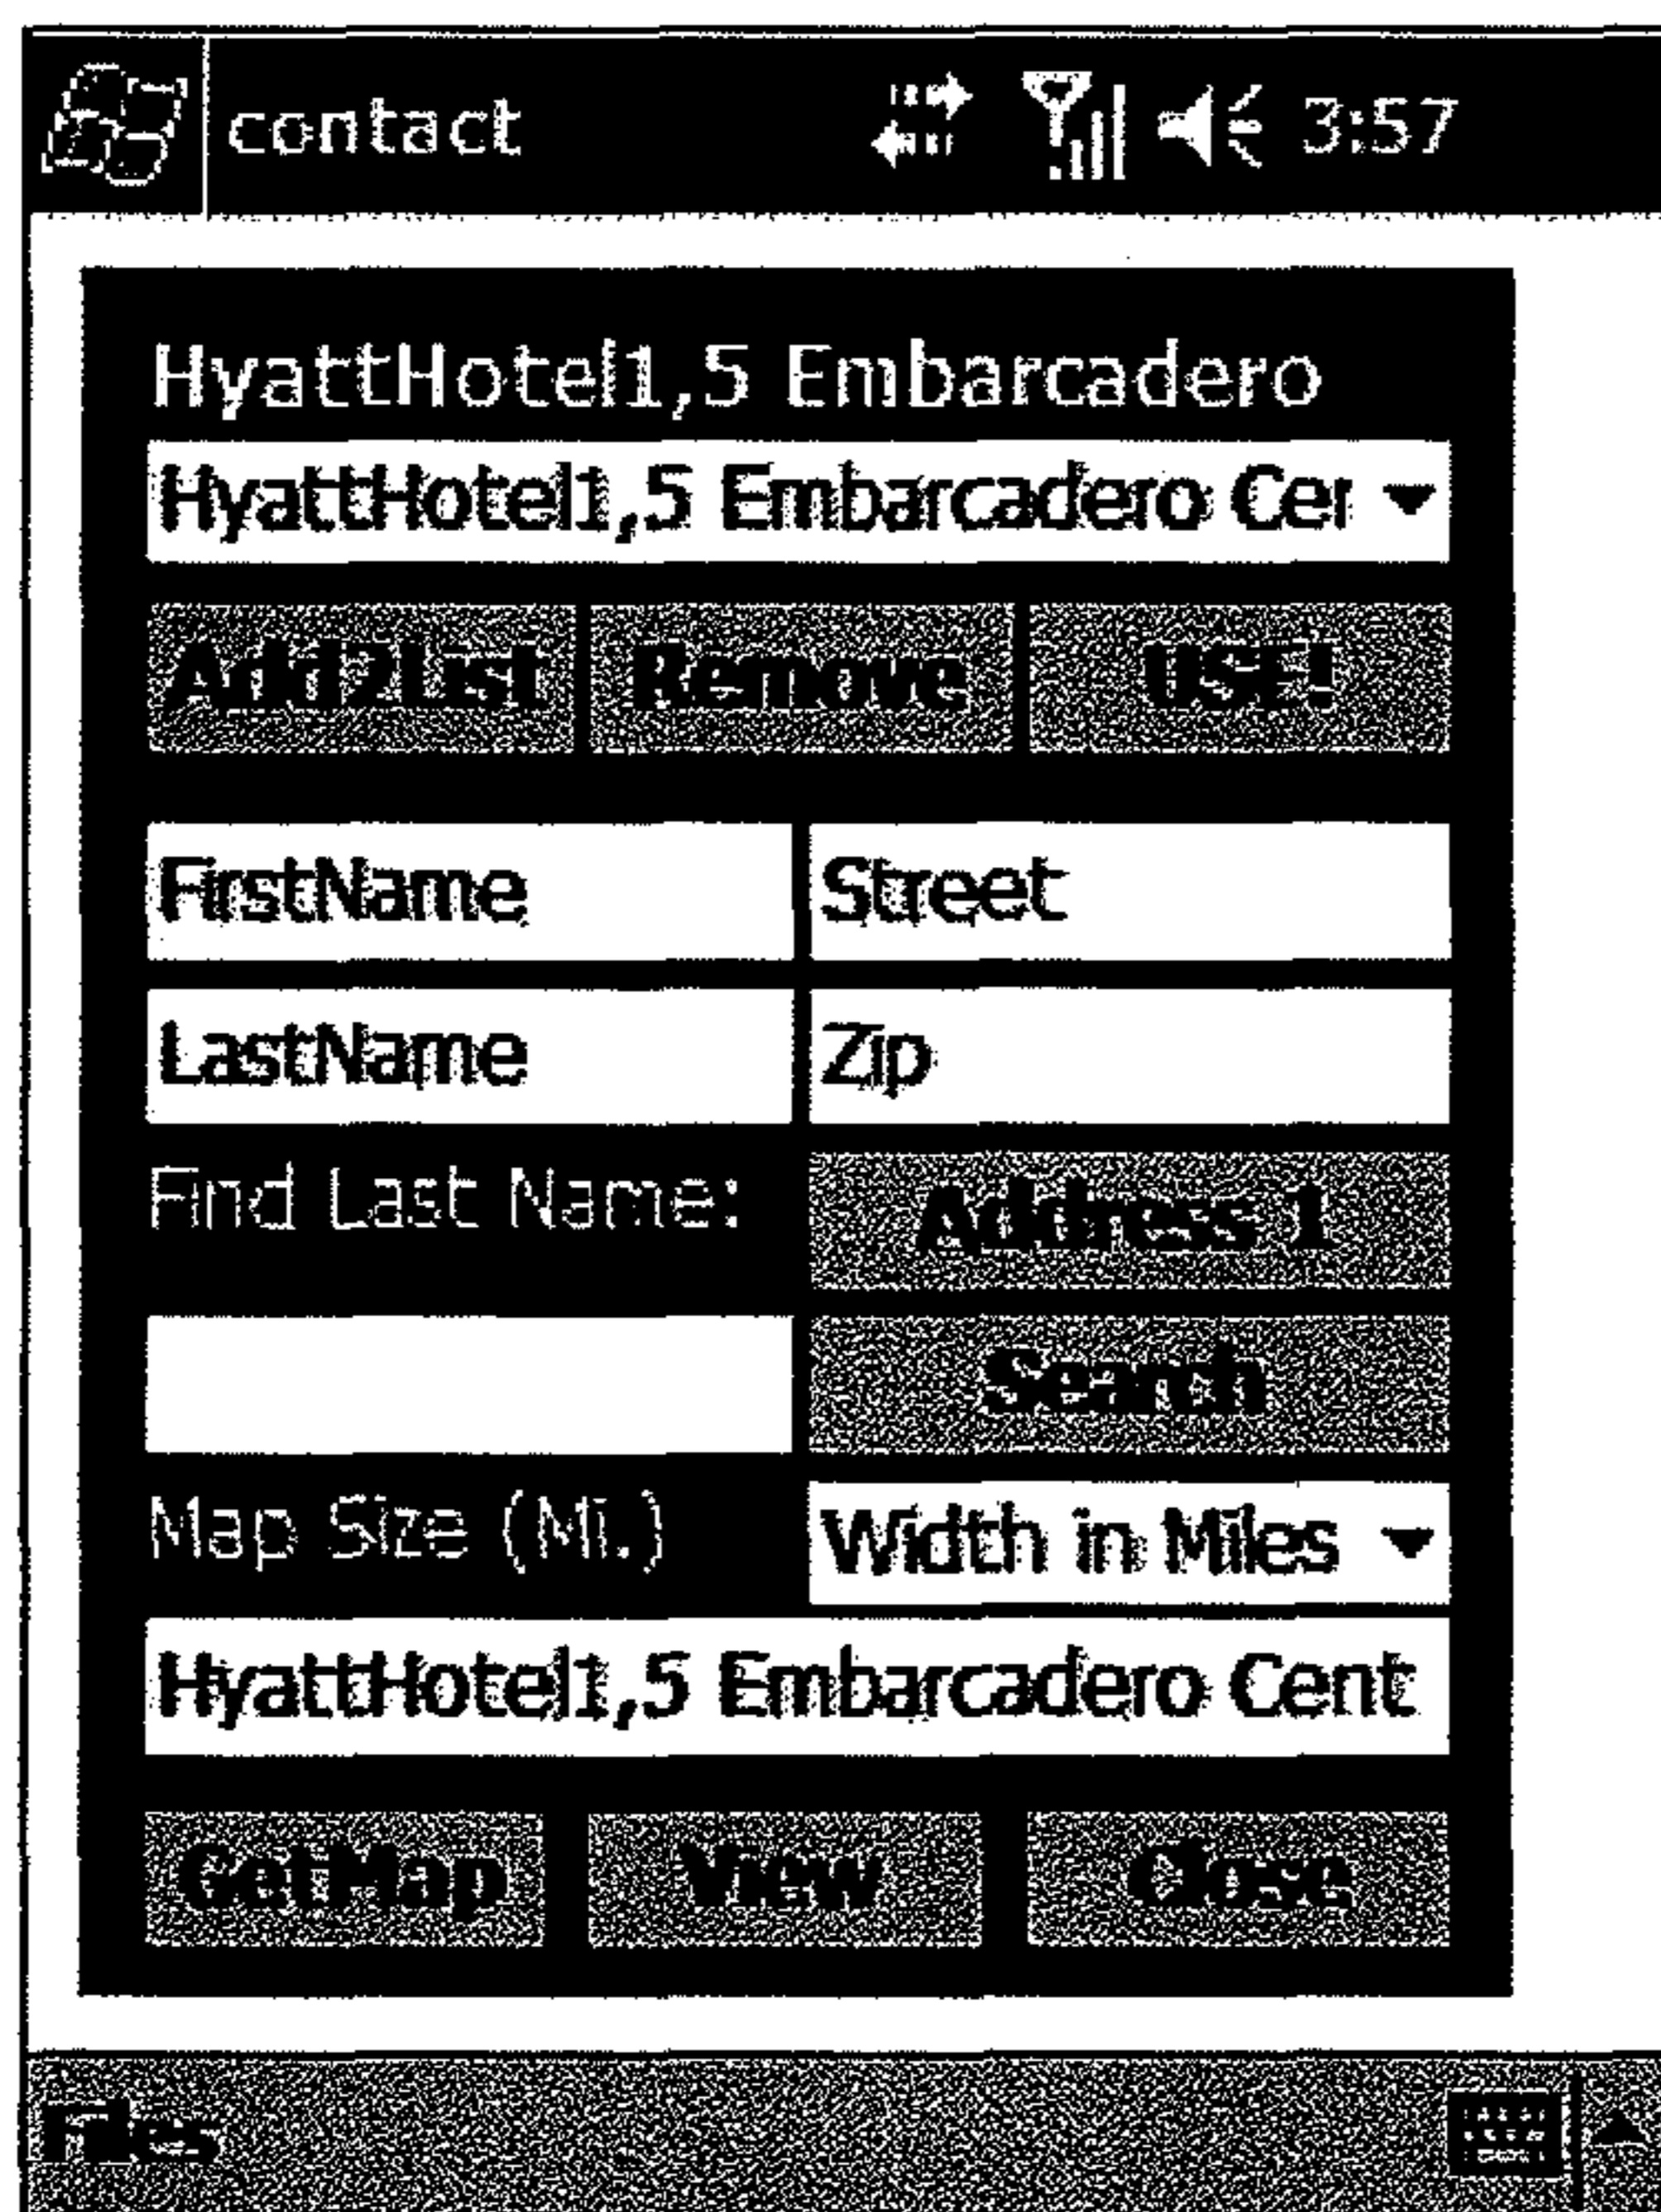 contact 3:57
HyattHotel1,5 Embarcadero
HyattHotel1,5 Embarcadero Cer
Add2List Remove USE!
FirstName Street
LastName Zip
Find Last Name: Address 1
Search
Map Size (Mi.) Width in Miles
HyattHotel1,5 Embarcadero Cent
GetMap View Close
Files